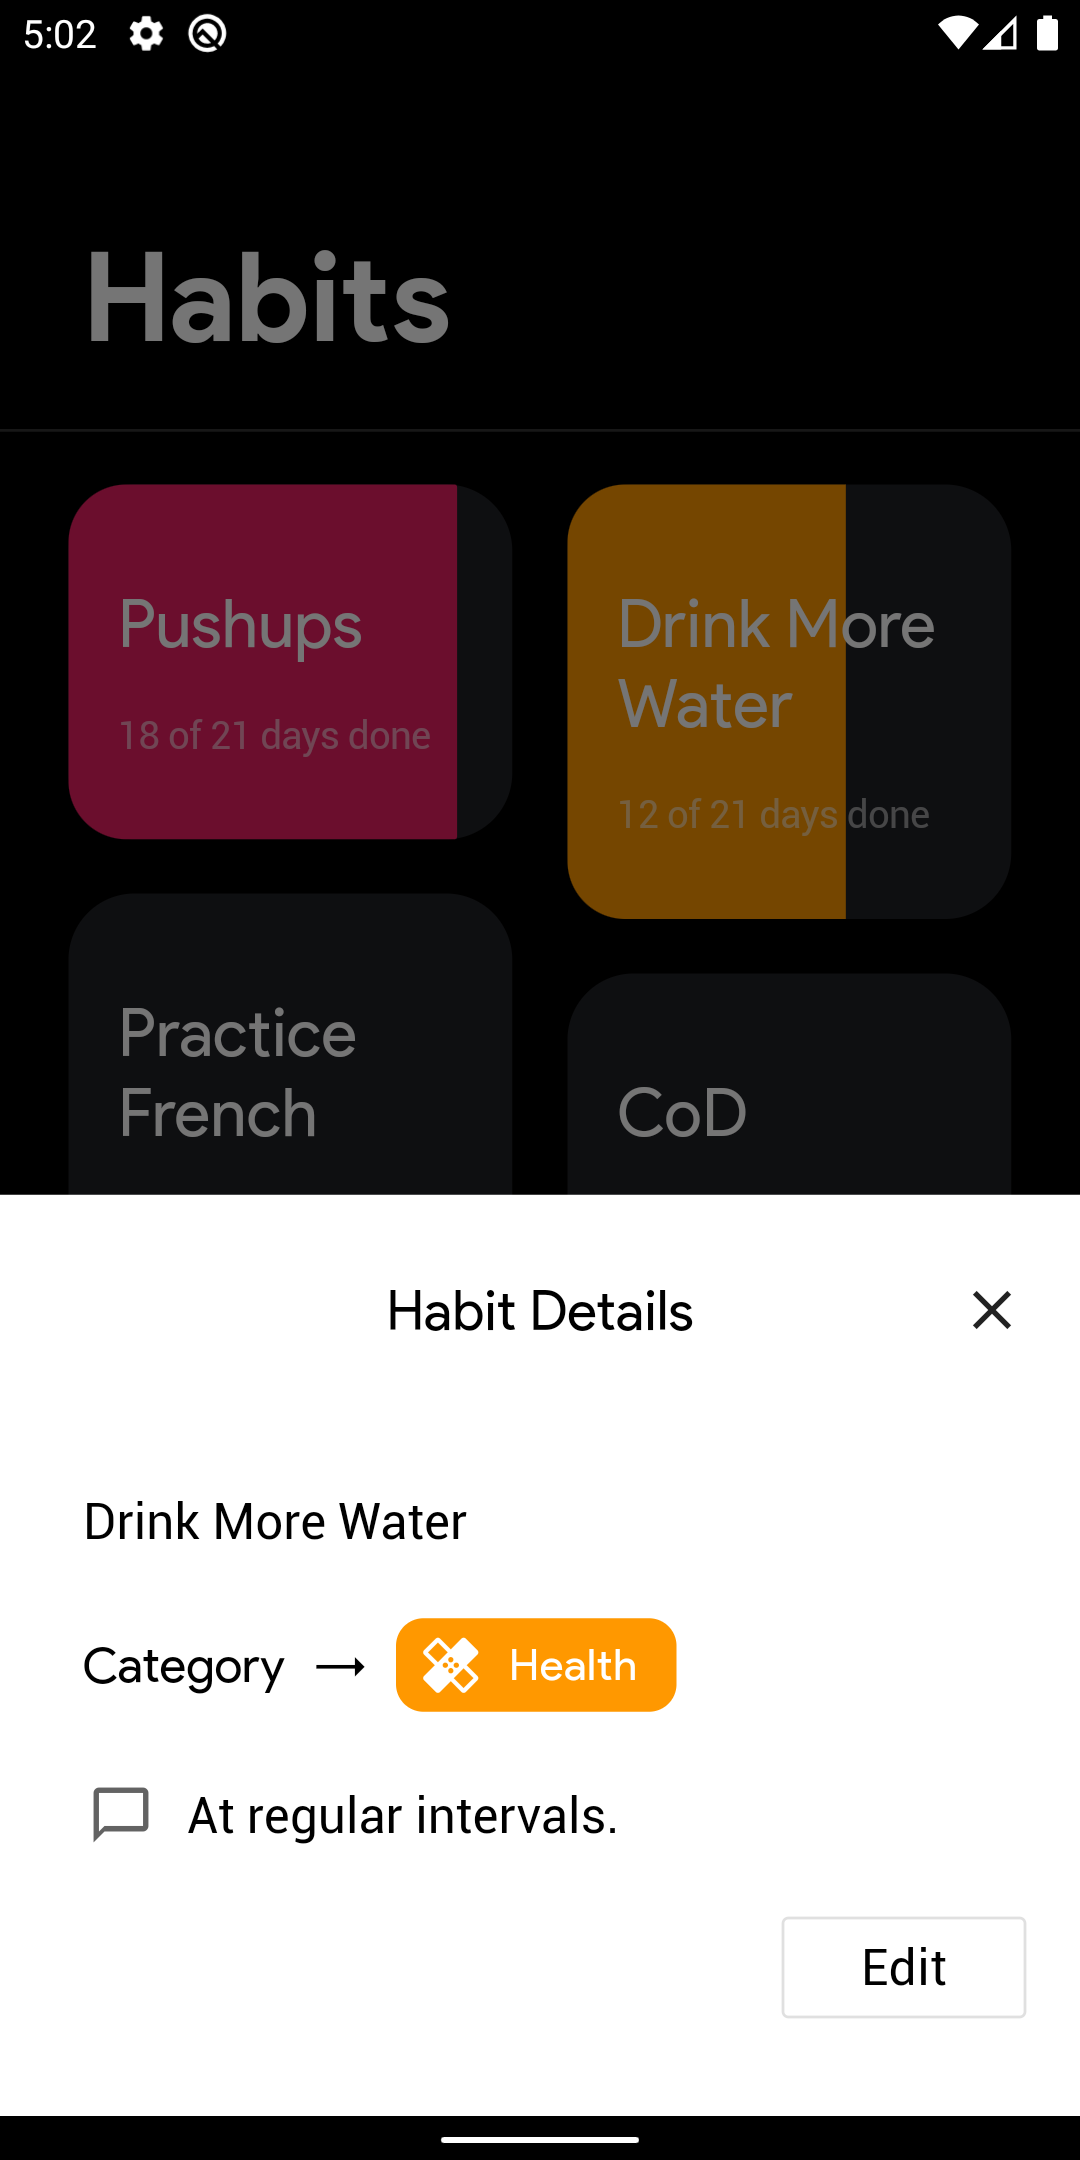 5:02
Habits
Pushups
18 of 21 days done
Drink More
Water
12 of 21 days done
Practice
French
CoD
Habit Details
Drink More Water
Category → Health
At regular intervals.
Edit